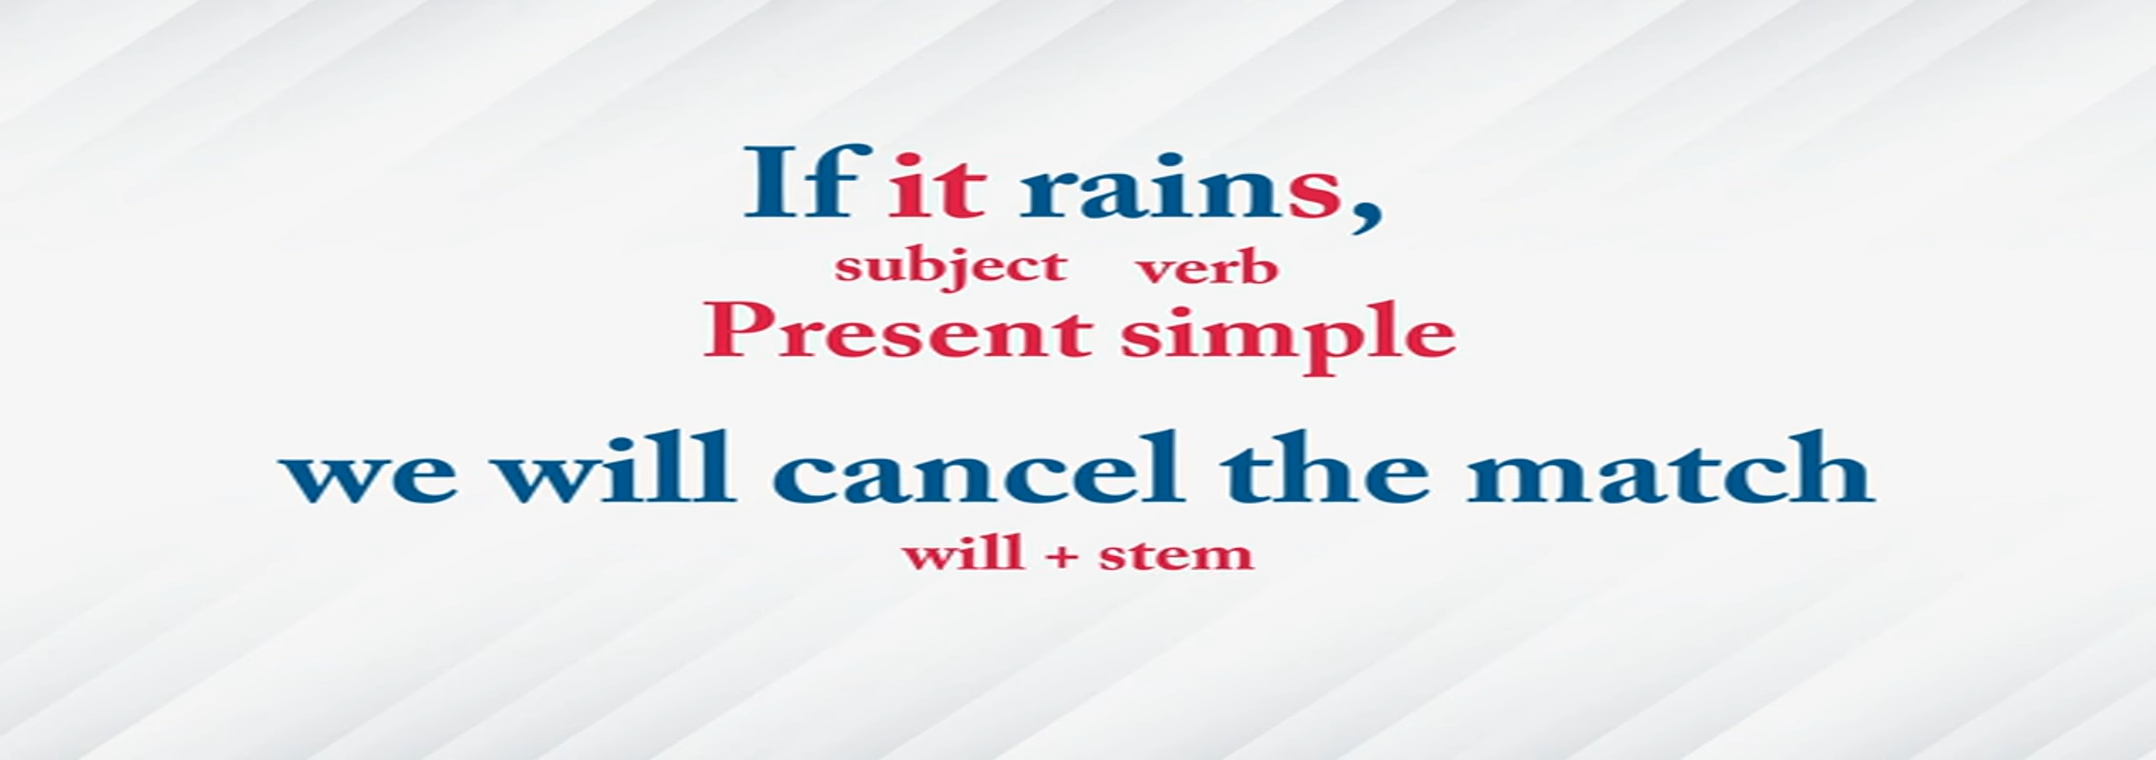 If it rains,
subject verb
Present simple
we will cancel the match
will + stem